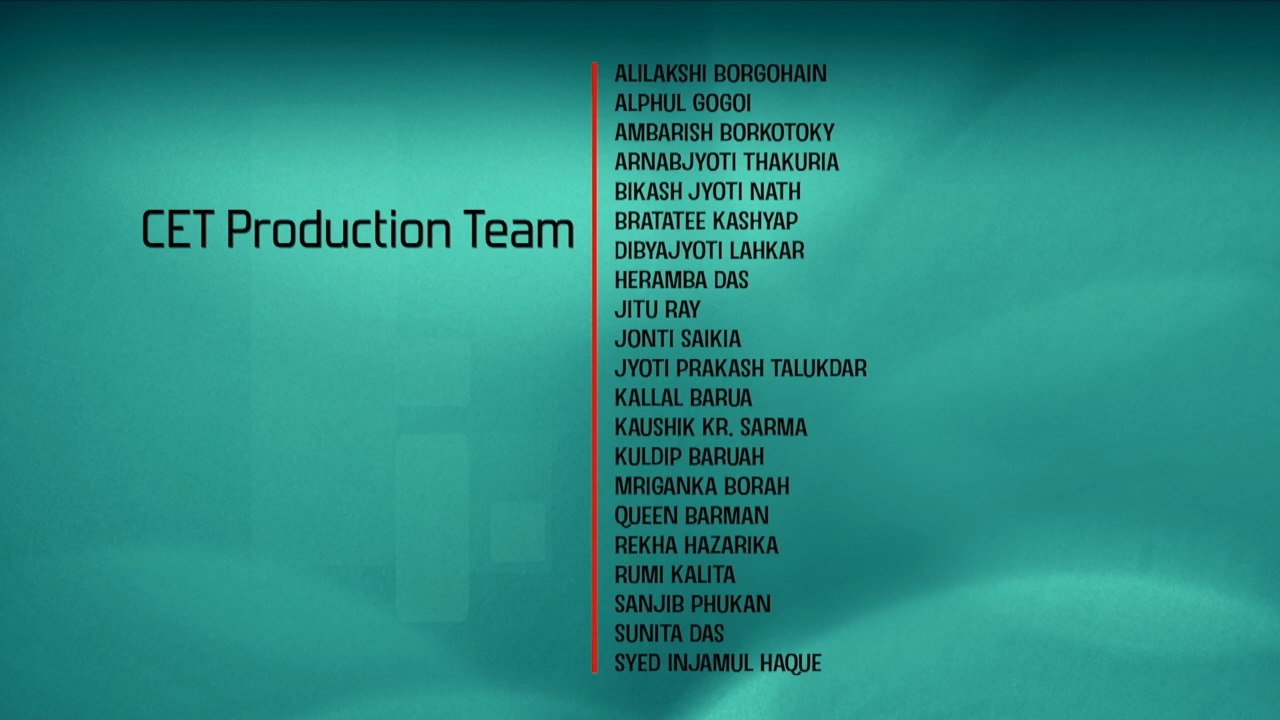 CET Production Team
ALILAKSHI BORGOHAIN
ALPHUL GOGOI
AMBARISH BORKOTOKY
ARNABJYOTI THAKURIA
BIKASH JYOTI NATH
BRATATEE KASHYAP
DIBYAJYOTI LAHKAR
HERAMBA DAS
JITU RAY
JONTI SAIKIA
JYOTI PRAKASH TALUKDAR
KALLAL BARUA
KAUSHIK KR. SARMA
KULDIP BARUAH
MRIGANKA BORAH
QUEEN BARMAN
REKHA HAZARIKA
RUMI KALITA
SANJIB PHUKAN
SUNITA DAS
SYED INJAMUL HAQUE